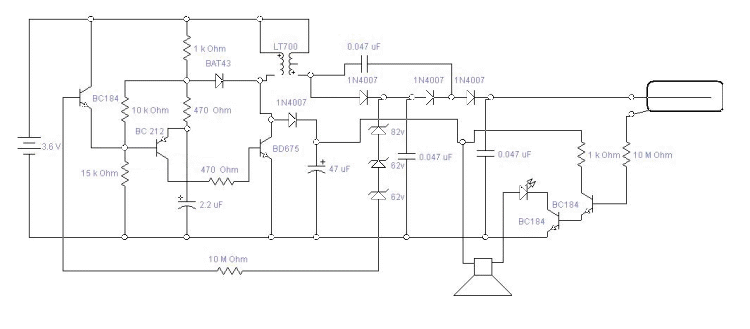 LT700
0.047 uF
1 k Ohm
BAT43
1N4007
1N4007
1N4007
BC184
10 k Ohm
470 Ohm
1N4007
BC 212
82v
3.6 V
BD675
0.047 uF
0.047 uF
1 k Ohm
10 M Ohm
15 k Ohm
470 Ohm
47 uF
62v
62v
2.2 uF
BC184
BC184
10 M Ohm